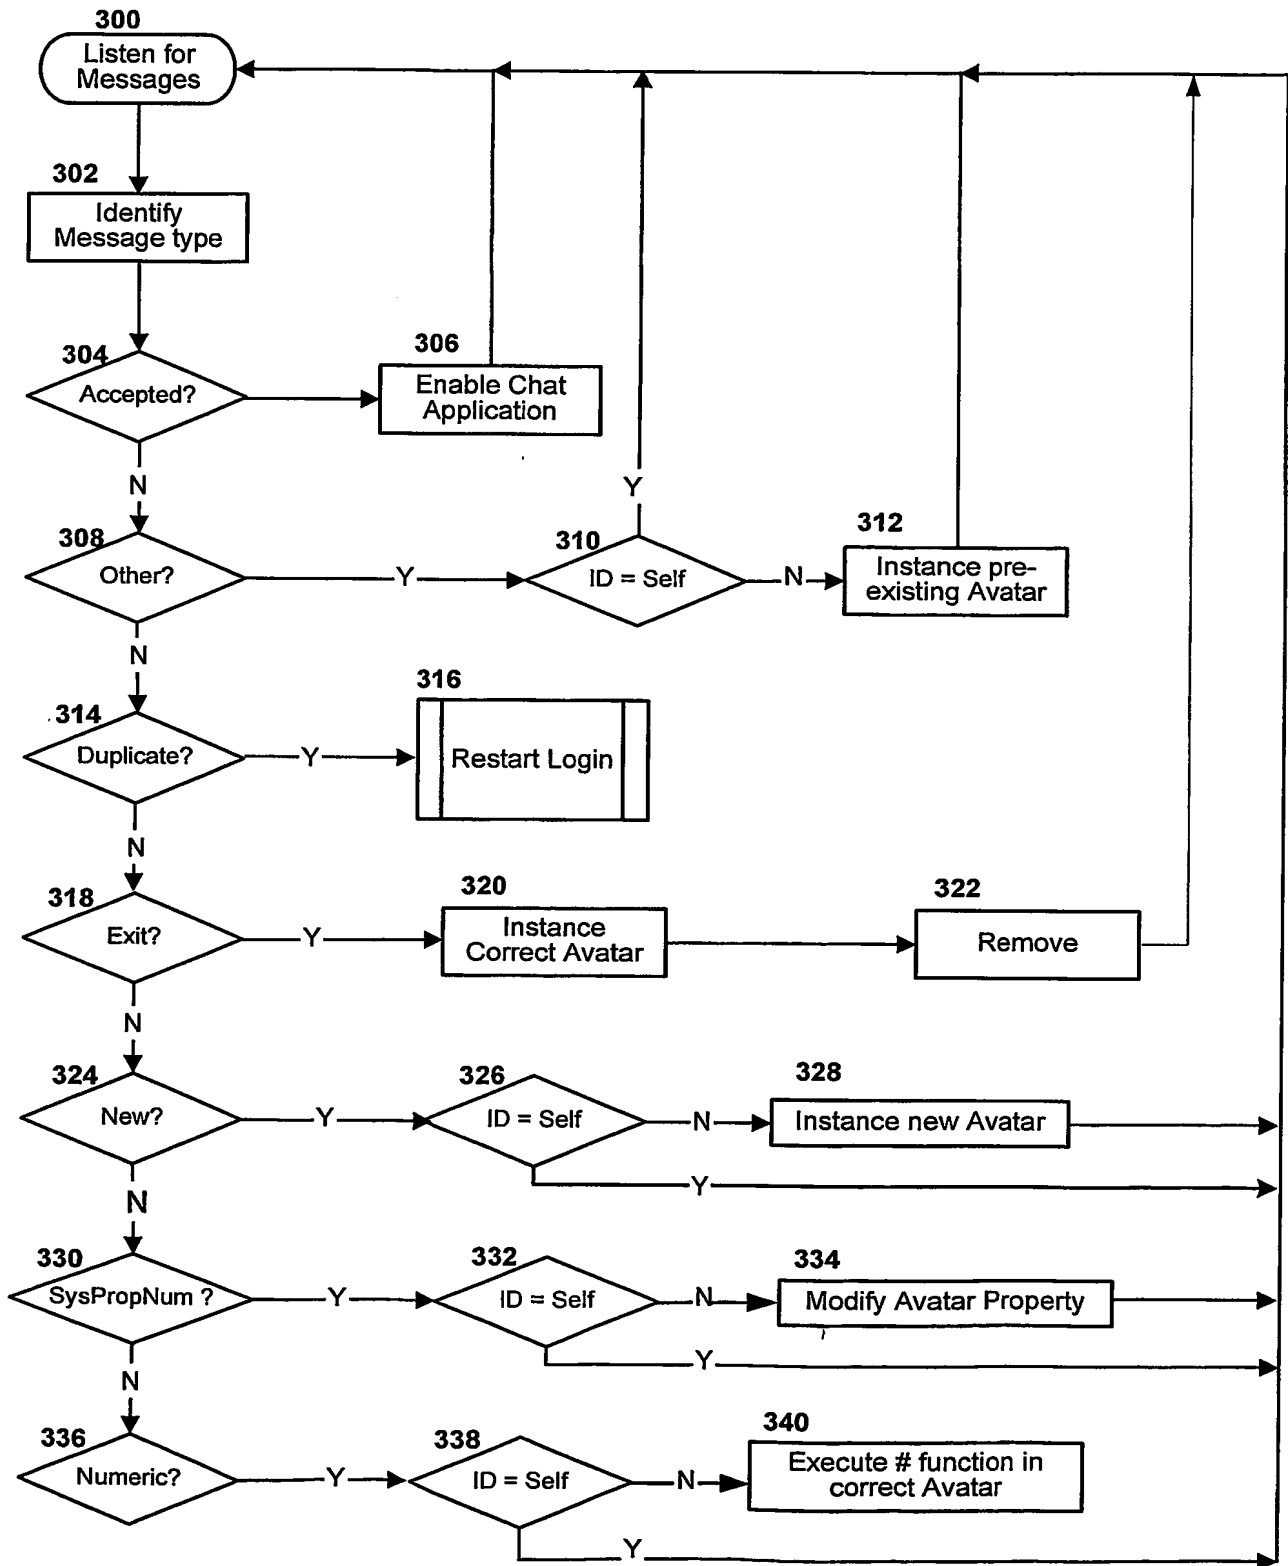 300
Listen for
Messages
302
Identify
Message type
304
Accepted?
306
Enable Chat
Application
N
Y
308
Other?
Y
310
ID = Self
N
312
Instance pre-
existing Avatar
N
314
Duplicate?
Y
316
Restart Login
N
318
Exit?
Y
320
Instance
Correct Avatar
322
Remove
N
324
New?
Y
326
ID = Self
N
328
Instance new Avatar
Y
N
330
SysPropNum ?
Y
332
ID = Self
N
334
Modify Avatar Property
Y
N
336
Numeric?
Y
338
ID = Self
N
340
Execute # function in
correct Avatar
Y